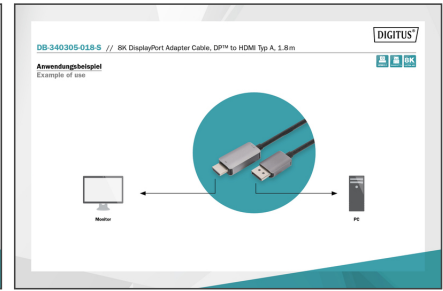 DIGITUS®
DB-340305-018-S // 8K DisplayPort Adapter Cable, DP™ to HDMI Typ A, 1.8m
8K
Anwendungsbeispiel
Example of use
Monitor
PC